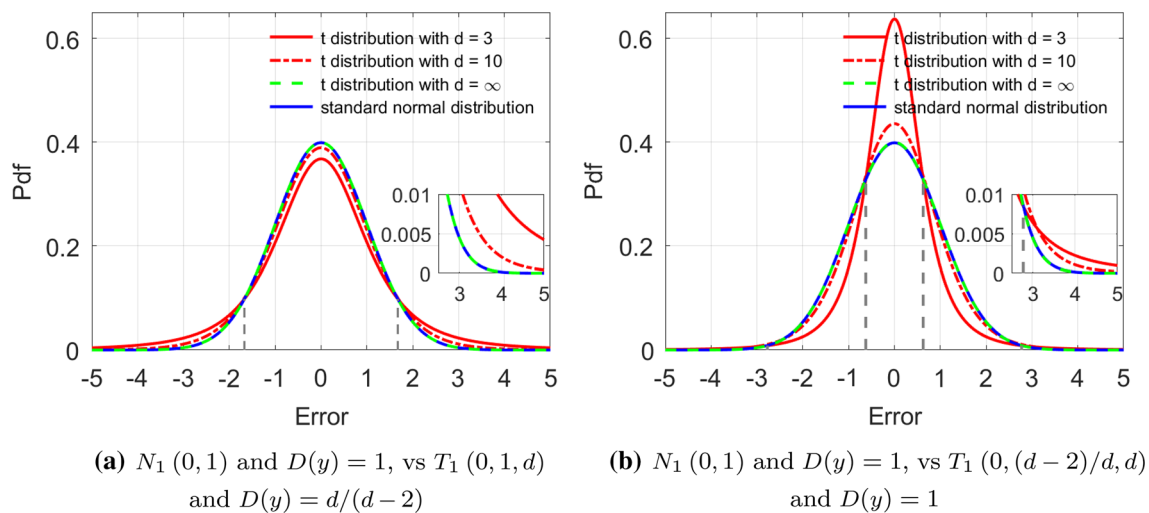 0.6
0.4
0.2
0
Pdf
t distribution with d = 3
t distribution with d = 10
t distribution with d = ∞
standard normal distribution
0.01
0.005
0
3 4 5
-5 -4 -3 -2 -1 0 1 2 3 4 5
Error
(a) N₁ (0, 1) and D(y) = 1, vs T₁ (0, 1, d)
and D(y) = d/(d − 2)
0.6
0.4
0.2
0
Pdf
t distribution with d = 3
t distribution with d = 10
t distribution with d = ∞
standard normal distribution
0.01
0.005
0
3 4 5
-5 -4 -3 -2 -1 0 1 2 3 4 5
Error
(b) N₁ (0, 1) and D(y) = 1, vs T₁ (0, (d − 2)/d, d)
and D(y) = 1